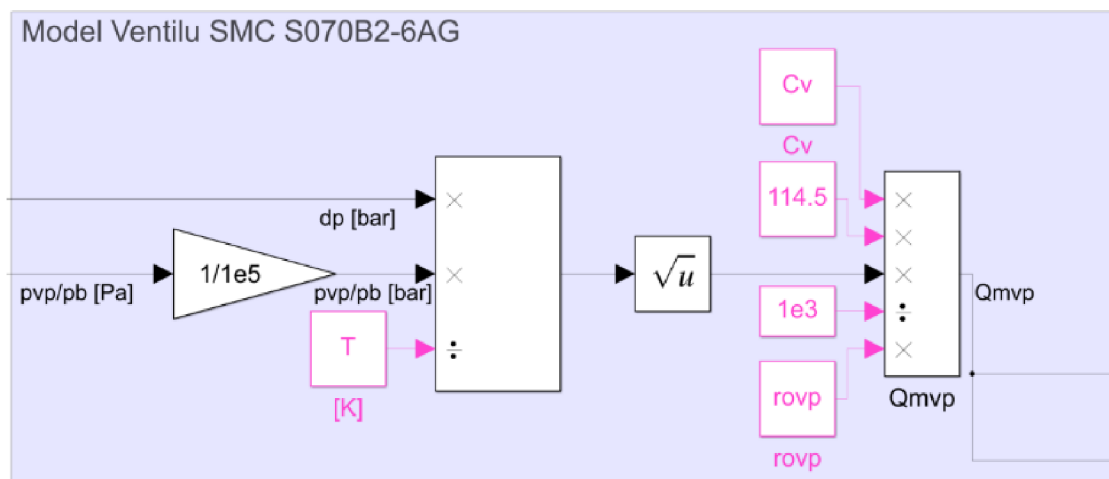 Model Ventilu SMC S070B2-6AG
Cv
Cv
114.5
×
dp [bar]
×
×
pvp/pb [Pa]
1/1e5
pvp/pb [bar]
×
√u
×
Qmvp
1e3
÷
T
÷
×
[K]
rovp
Qmvp
rovp